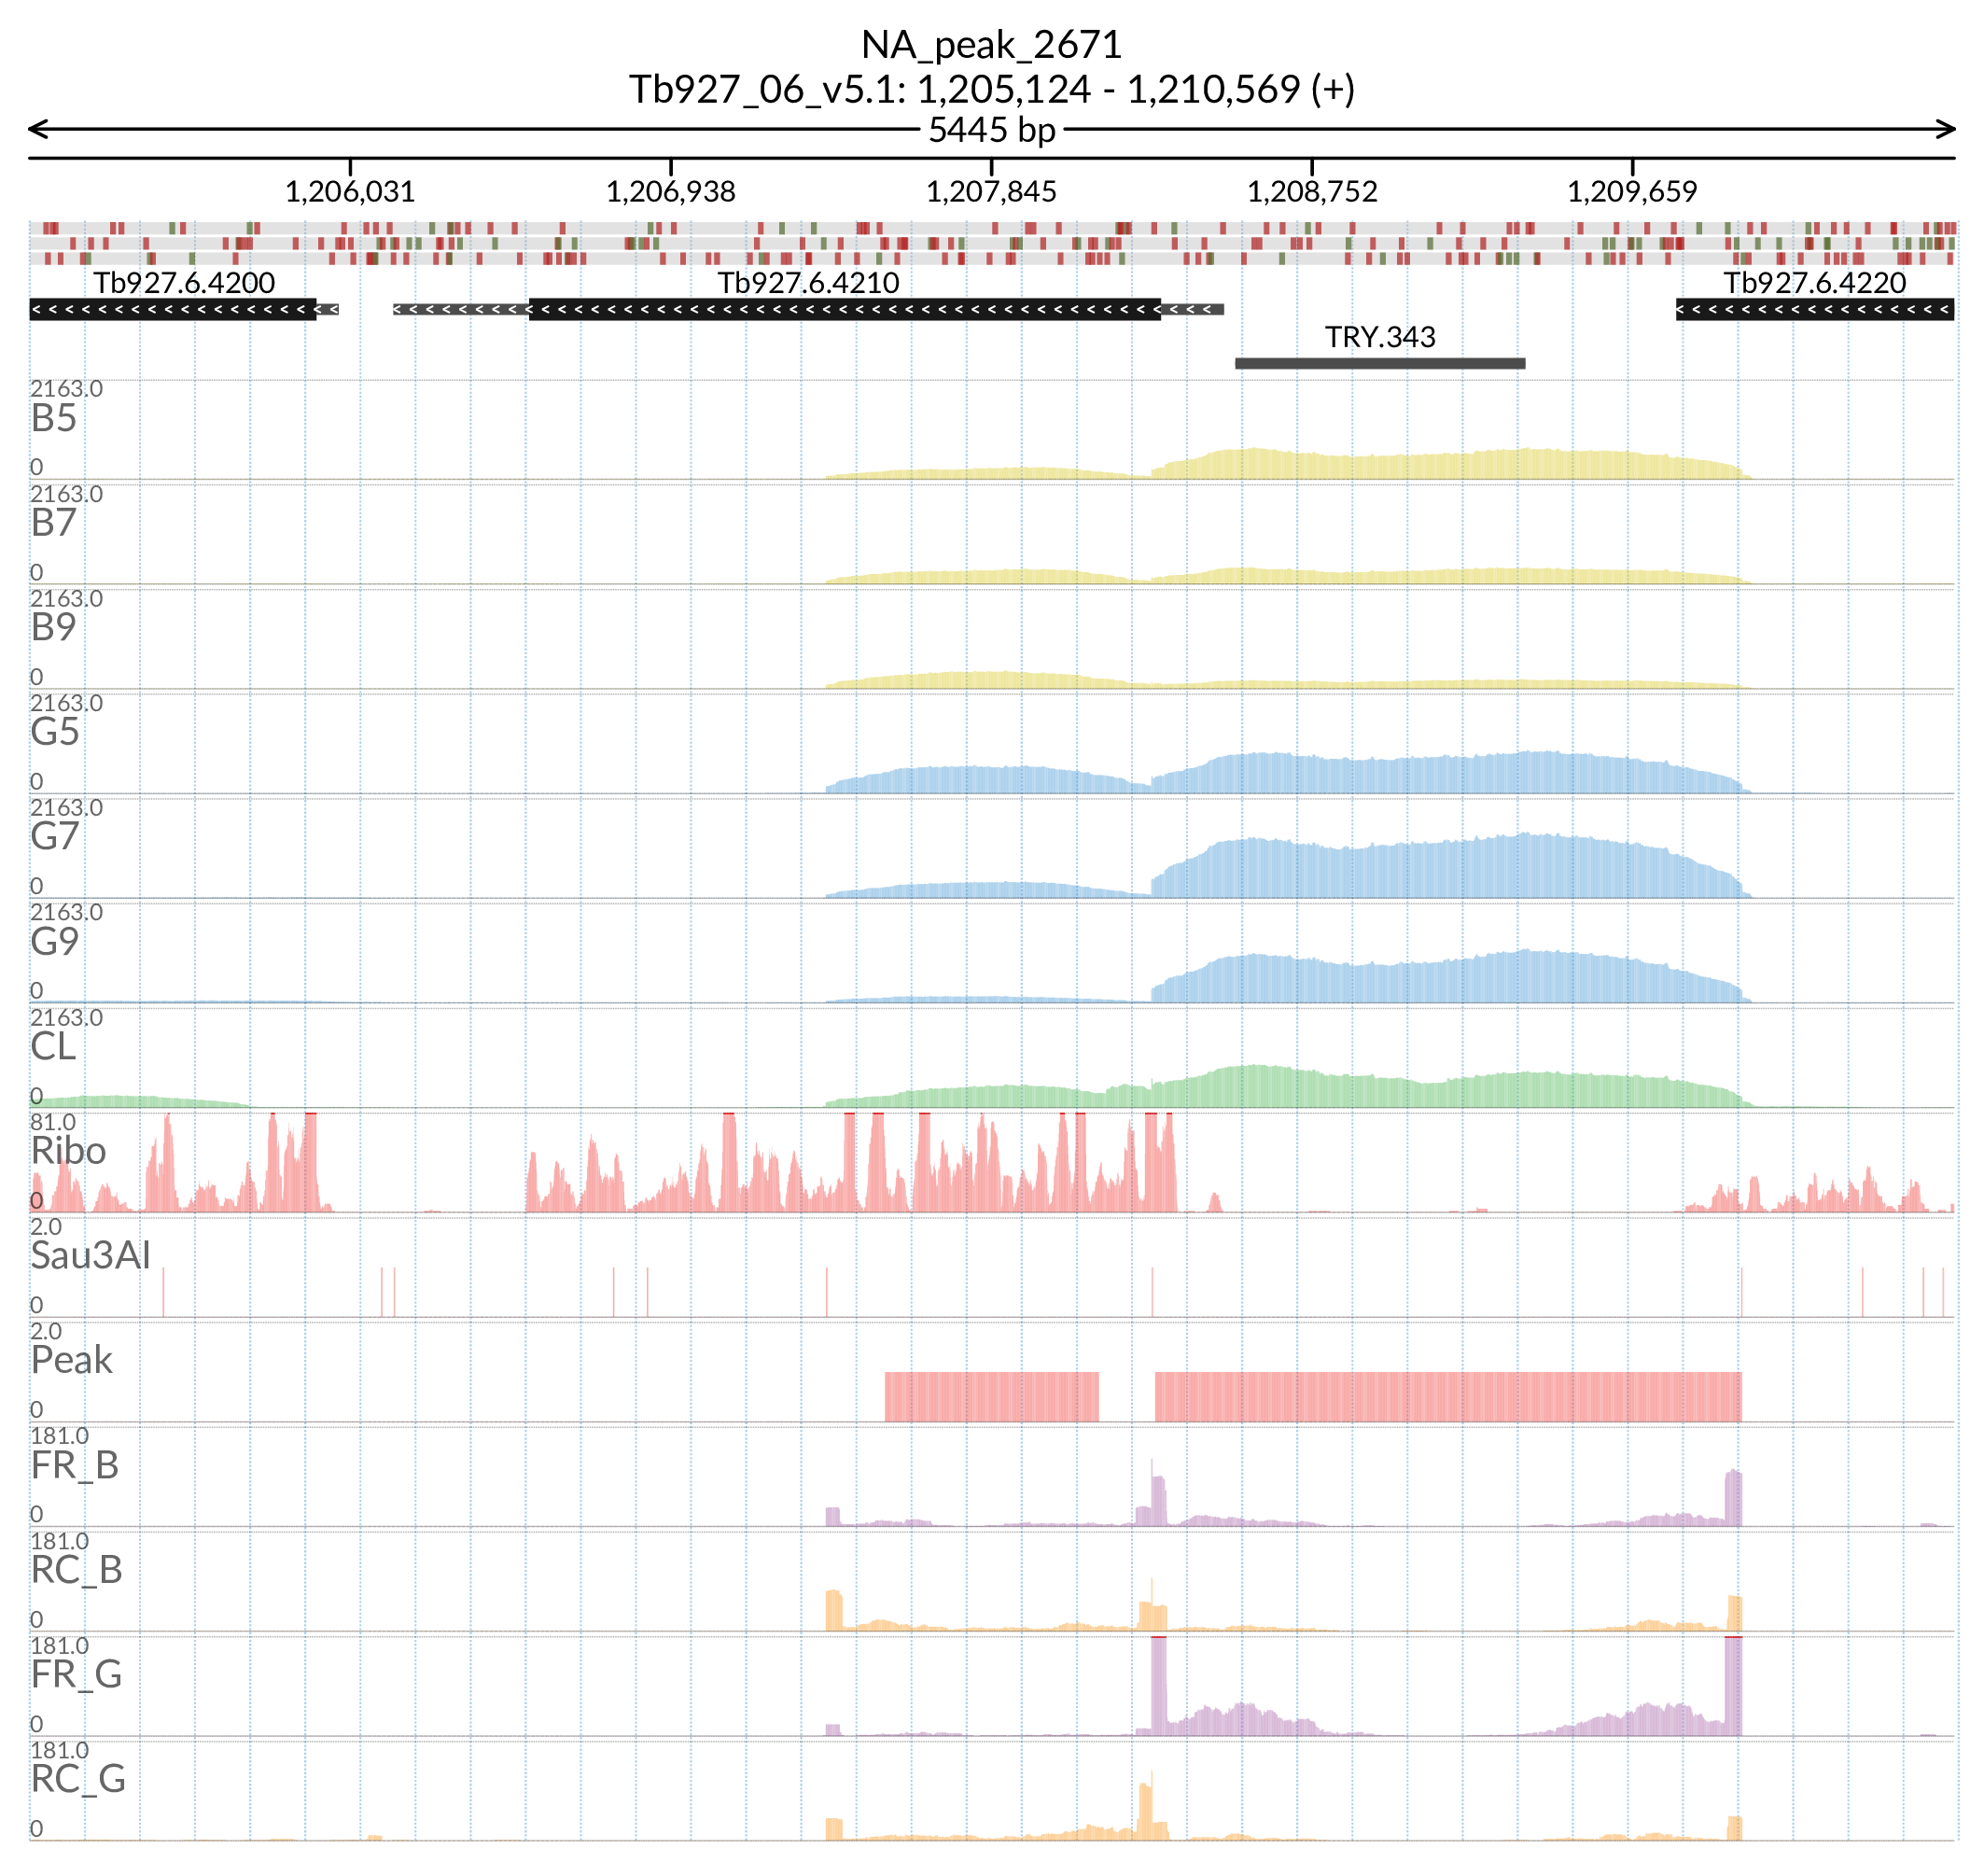 NA_peak_2671
Tb927_06_v5.1: 1,205,124 - 1,210,569 (+)
5445 bp
1,206,031 1,206,938 1,207,845 1,208,752 1,209,659
Tb927.6.4200 Tb927.6.4210 Tb927.6.4220
TRY.343
2163.0
B5
0
2163.0
B7
0
2163.0
B9
0
2163.0
G5
0
2163.0
G7
0
2163.0
G9
0
2163.0
CL
0
81.0
Ribo
0
2.0
Sau3AI
0
2.0
Peak
0
181.0
FR_B
0
181.0
RC_B
0
181.0
FR_G
0
181.0
RC_G
0